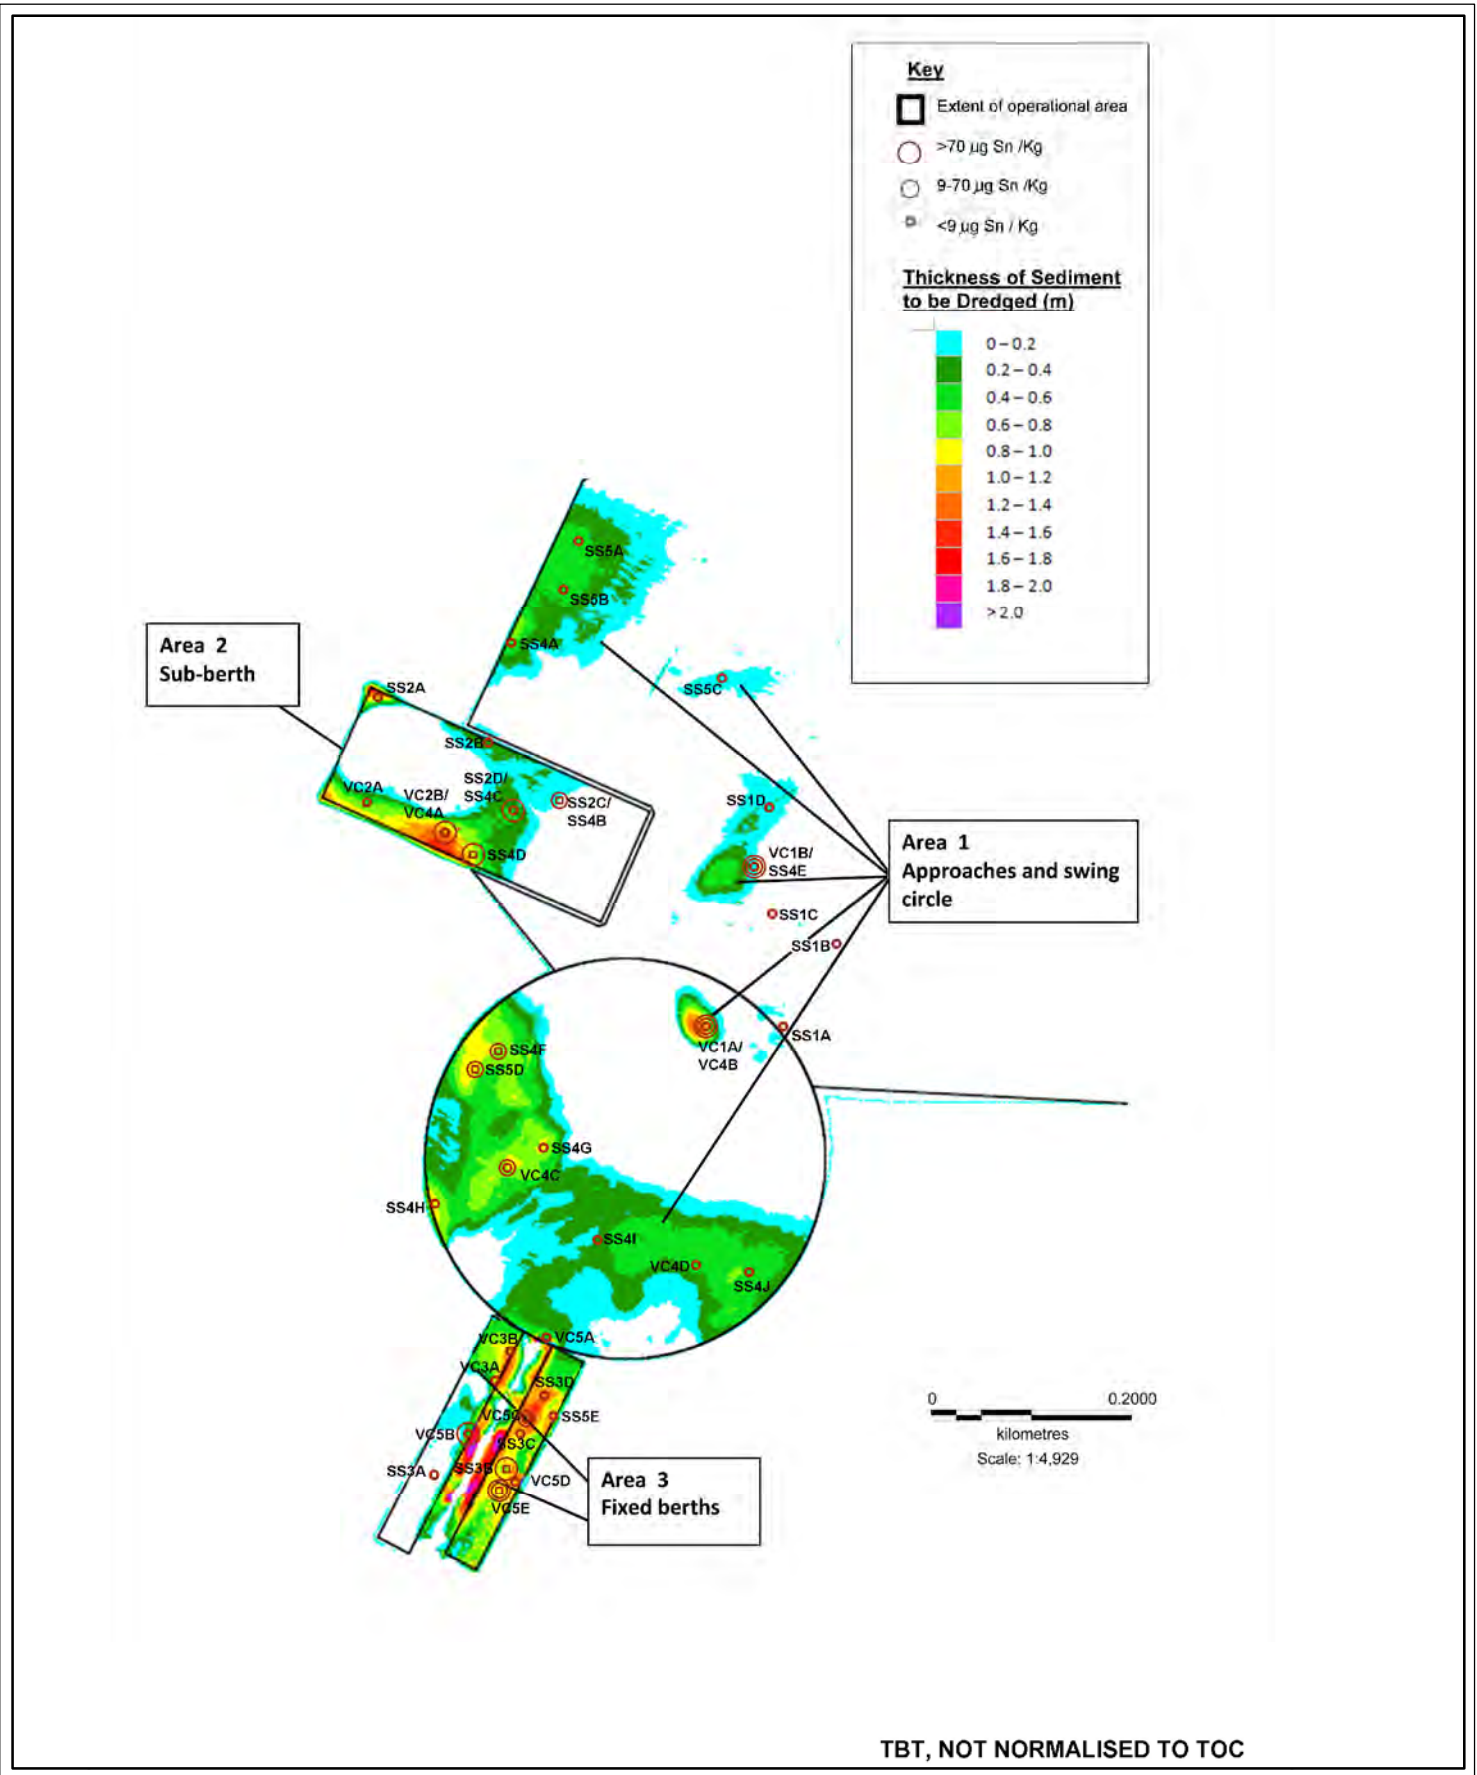 Key
Extent of operational area
>70 µg Sn /Kg
9-70 µg Sn /Kg
<9 µg Sn / Kg
Thickness of Sediment
to be Dredged (m)
0 – 0.2
0.2 – 0.4
0.4 – 0.6
0.6 – 0.8
0.8 – 1.0
1.0 – 1.2
1.2 – 1.4
1.4 – 1.6
1.6 – 1.8
1.8 – 2.0
> 2.0
SS5A
SS5B
SS4A
Area 2
Sub-berth
SS2A
SS5C
SS2B
VC2A
VC2B/
VC4A
SS2D/
SS4C
SS2C/
SS4B
SS4D
SS1D
VC1B/
SS4E
Area 1
Approaches and swing
circle
SS1C
SS1B
SS1A
VC1A/
VC4B
SS4F
SS5D
SS4G
VC4C
SS4H
SS4I
VC4D
SS4J
VC3B/
VC5A
VC3A
SS3D
VC5C
SS5E
VC5B
SS3C
SS3A
SS3B
VC5D
VC5E
Area 3
Fixed berths
0 0.2000
kilometres
Scale: 1:4,929
TBT, NOT NORMALISED TO TOC